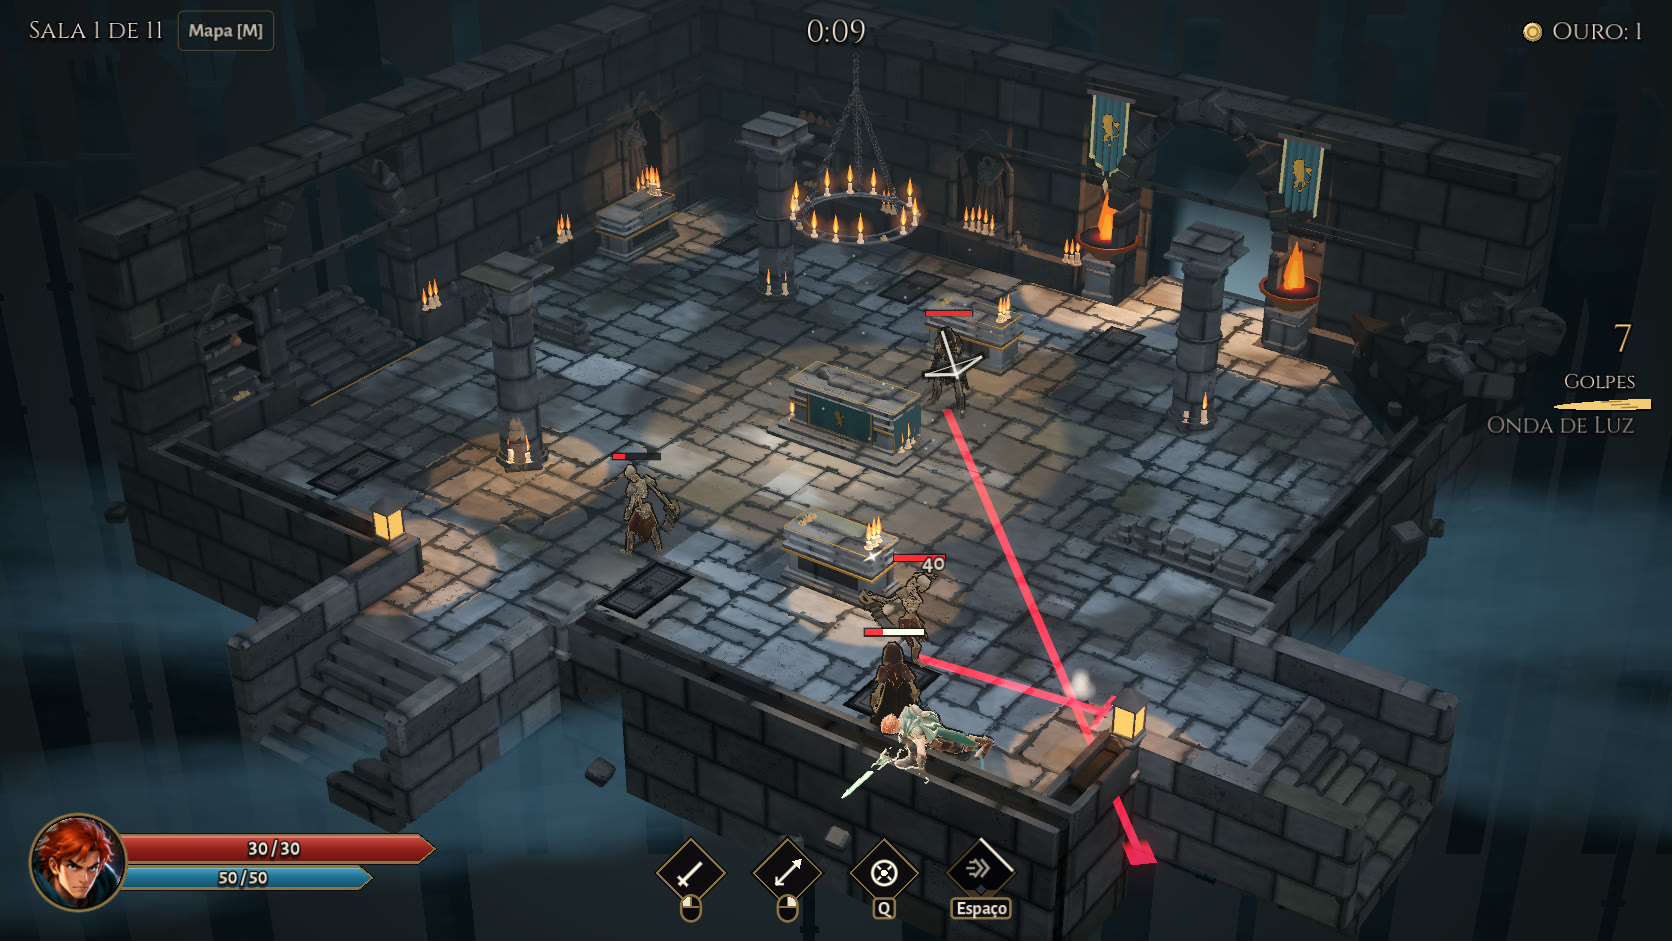 SALA 1 DE 11
Mapa [M]
0:09
OURO: 1
7
GOLPES
ONDA DE LUZ
40
30/30
50/50
Q
Espaço